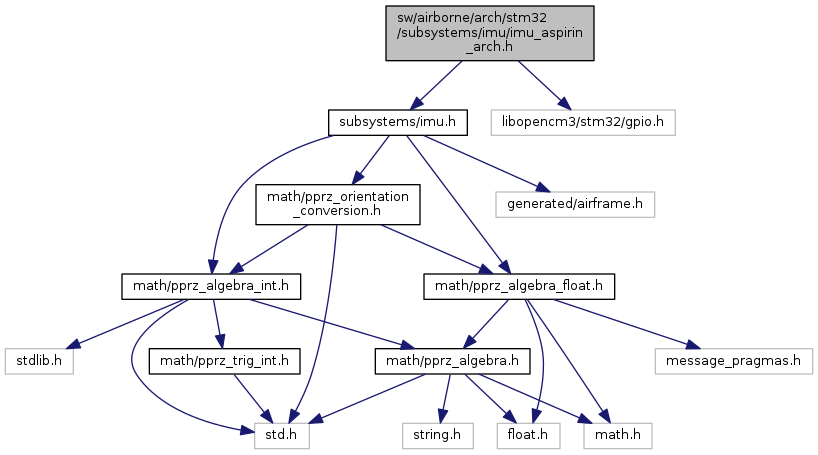 sw/airborne/arch/stm32
/subsystems/imu/imu_aspirin
_arch.h
subsystems/imu.h
libopencm3/stm32/gpio.h
math/pprz_orientation
_conversion.h
generated/airframe.h
math/pprz_algebra_int.h
math/pprz_algebra_float.h
stdlib.h
math/pprz_trig_int.h
math/pprz_algebra.h
message_pragmas.h
std.h
string.h
float.h
math.h